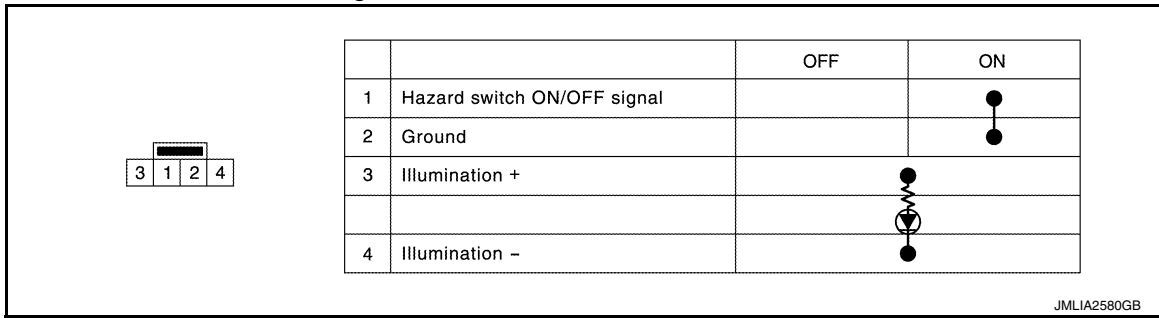 OFF ON
1 Hazard switch ON/OFF signal
2 Ground
3 1 2 4
3 Illumination +
4 Illumination −
JMLIA2580GB